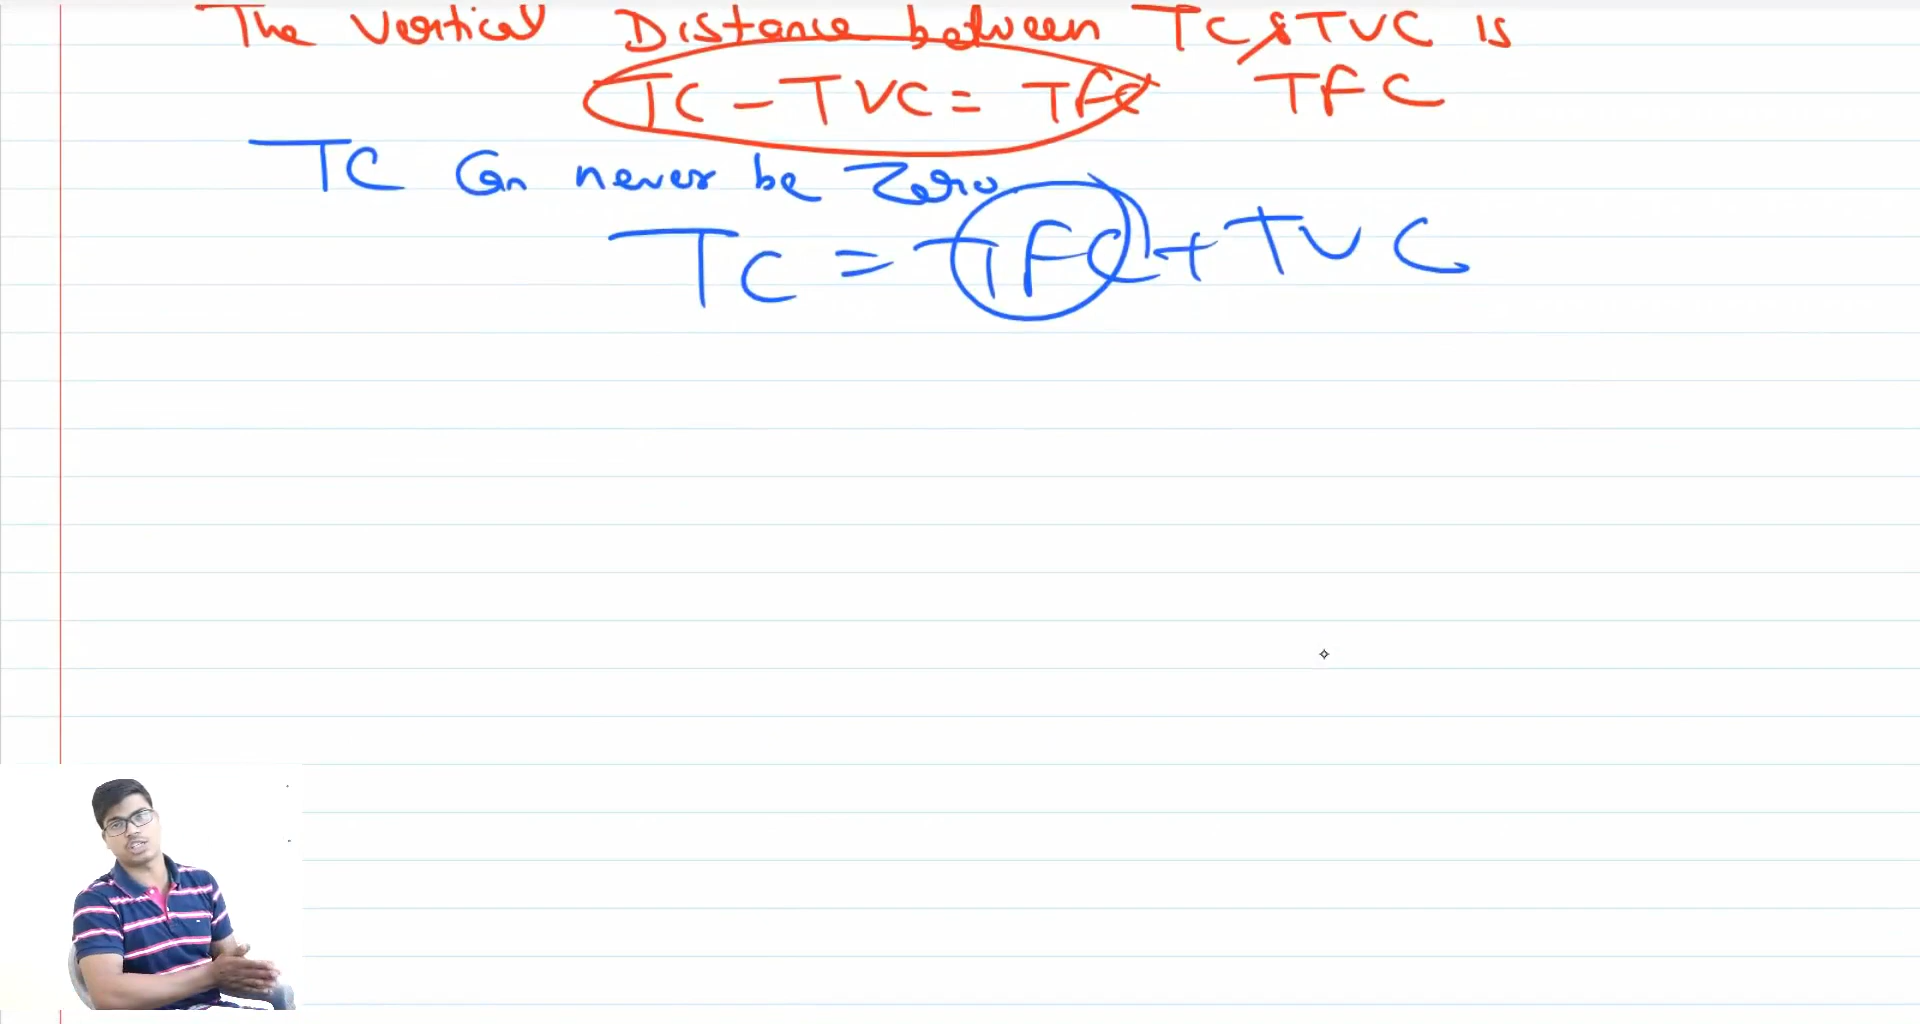 The Vertical Distance between TC & TVC is
TC - TVC = TFC TFC
TC Can never be Zero
TC = TFC + TVC